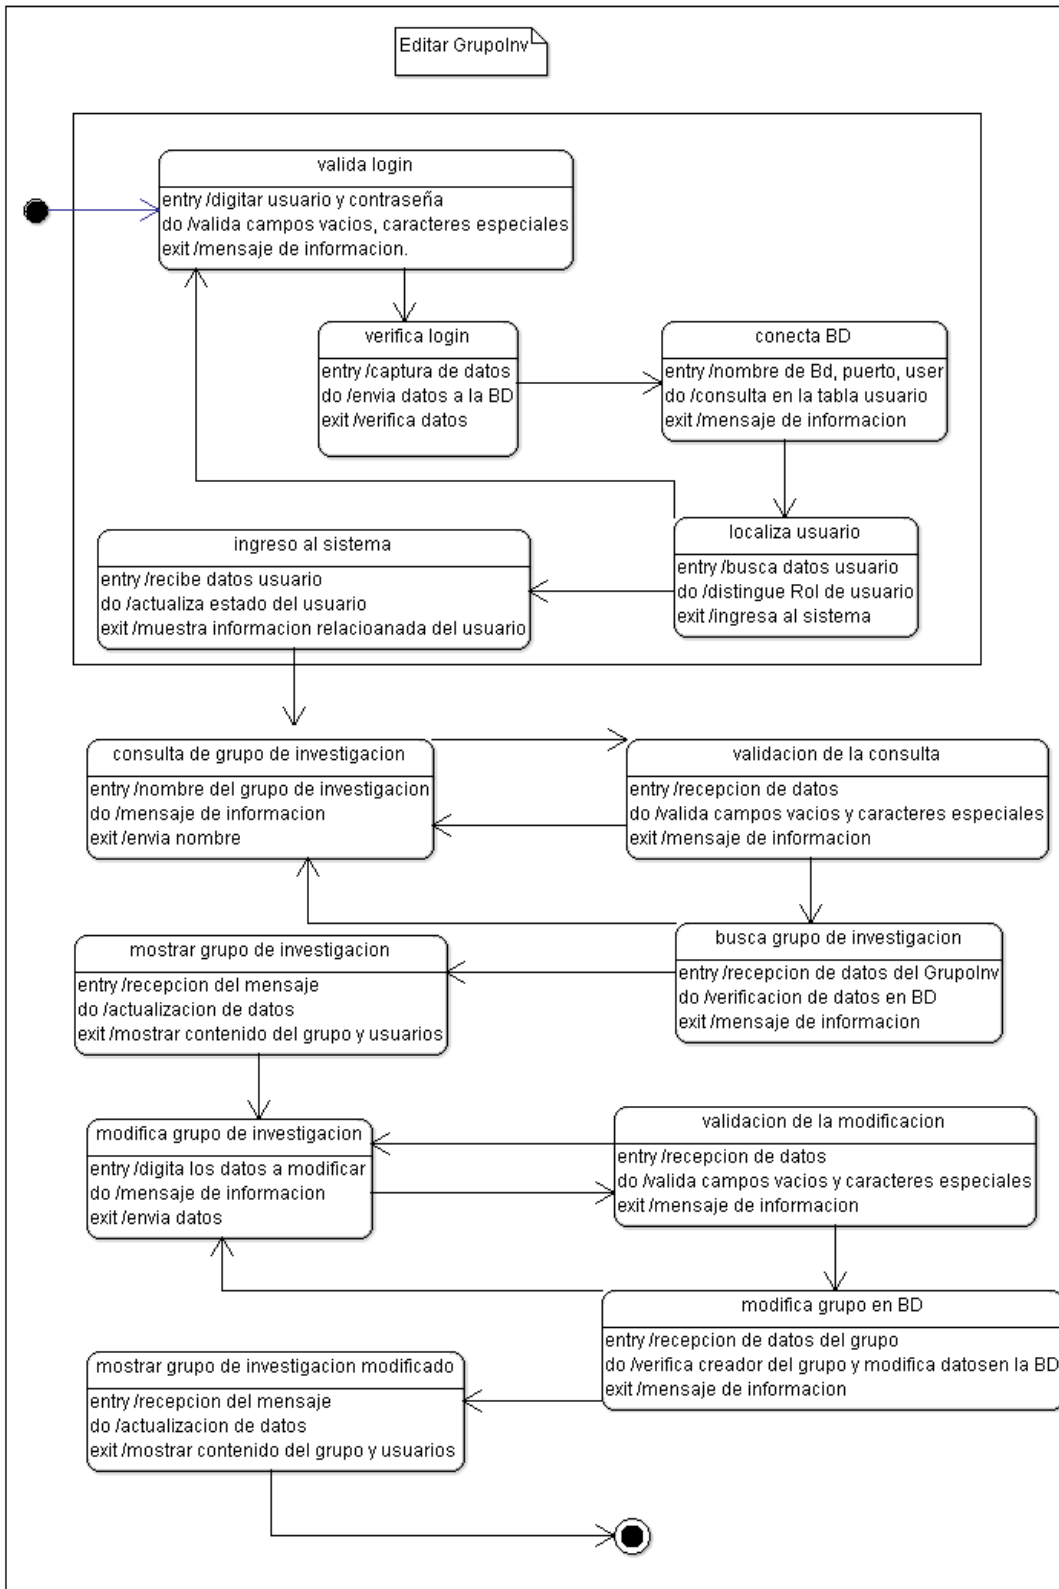 Editar GrupoInv
valida login
entry /digitar usuario y contraseña
do /valida campos vacios, caracteres especiales
exit /mensaje de informacion.
verifica login
entry /captura de datos
do /envia datos a la BD
exit /verifica datos
conecta BD
entry /nombre de Bd, puerto, user
do /consulta en la tabla usuario
exit /mensaje de informacion
localiza usuario
entry /busca datos usuario
do /distingue Rol de usuario
exit /ingresa al sistema
ingreso al sistema
entry /recibe datos usuario
do /actualiza estado del usuario
exit /muestra informacion relacioanada del usuario
consulta de grupo de investigacion
entry /nombre del grupo de investigacion
do /mensaje de informacion
exit /envia nombre
validacion de la consulta
entry /recepcion de datos
do /valida campos vacios y caracteres especiales
exit /mensaje de informacion
busca grupo de investigacion
entry /recepcion de datos del GrupoInv
do /verificacion de datos en BD
exit /mensaje de informacion
mostrar grupo de investigacion
entry /recepcion del mensaje
do /actualizacion de datos
exit /mostrar contenido del grupo y usuarios
modifica grupo de investigacion
entry /digita los datos a modificar
do /mensaje de informacion
exit /envia datos
validacion de la modificacion
entry /recepcion de datos
do /valida campos vacios y caracteres especiales
exit /mensaje de informacion
modifica grupo en BD
entry /recepcion de datos del grupo
do /verifica creador del grupo y modifica datosen la BD
exit /mensaje de informacion
mostrar grupo de investigacion modificado
entry /recepcion del mensaje
do /actualizacion de datos
exit /mostrar contenido del grupo y usuarios